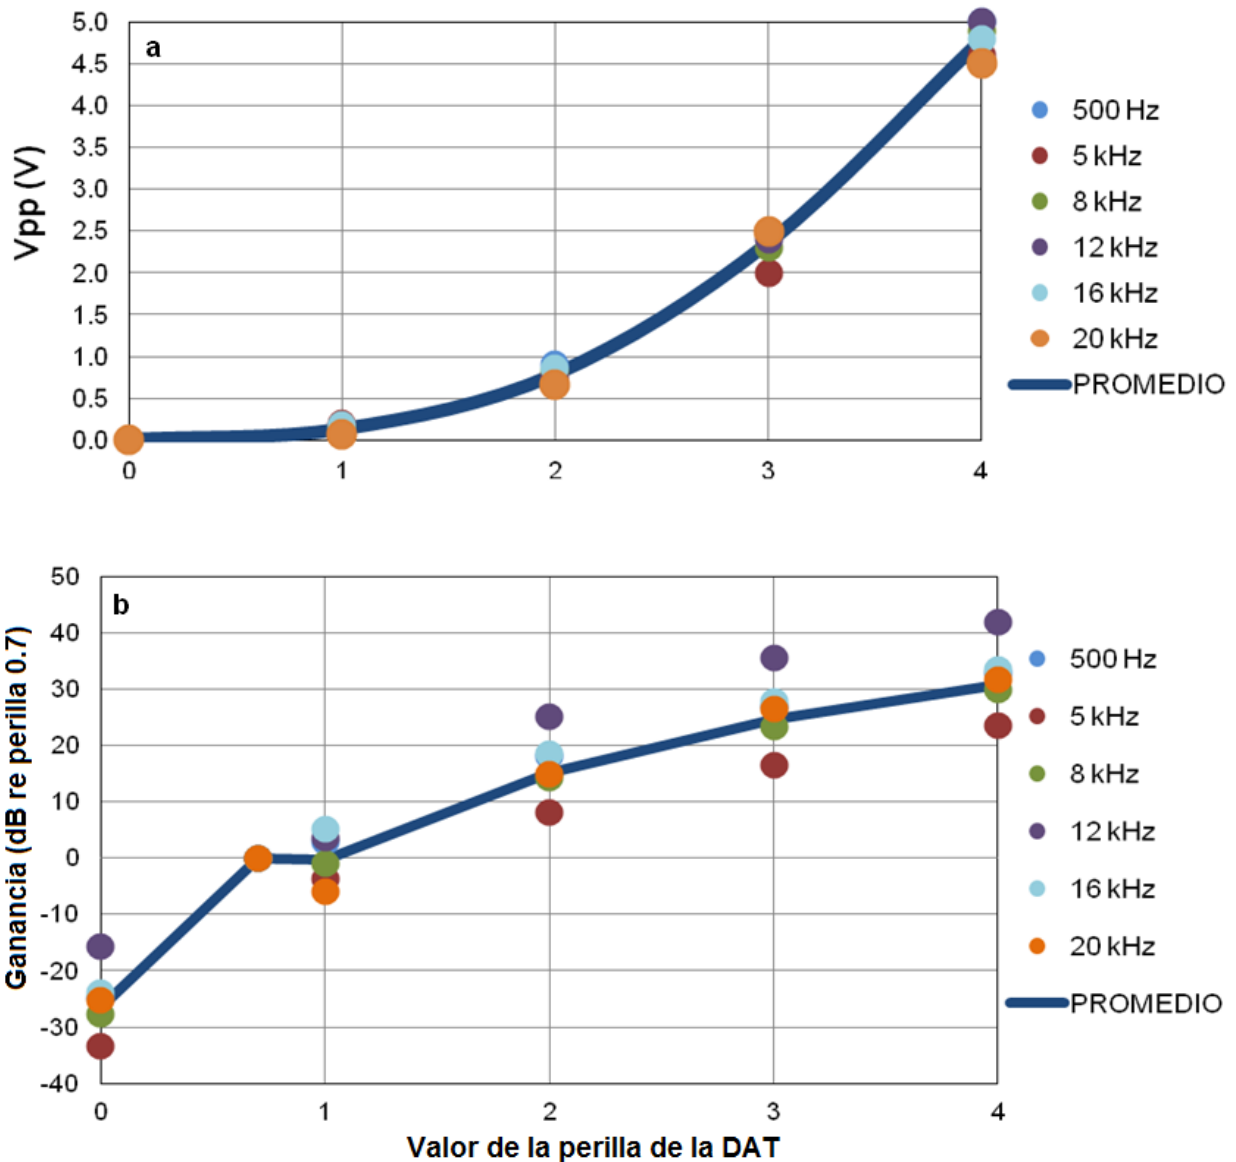 a
Vpp (V)
5.0
4.5
4.0
3.5
3.0
2.5
2.0
1.5
1.0
0.5
0.0
0 1 2 3 4
500 Hz
5 kHz
8 kHz
12 kHz
16 kHz
20 kHz
PROMEDIO
b
Ganancia (dB re perilla 0.7)
50
40
30
20
10
0
-10
-20
-30
-40
0 1 2 3 4
Valor de la perilla de la DAT
500 Hz
5 kHz
8 kHz
12 kHz
16 kHz
20 kHz
PROMEDIO